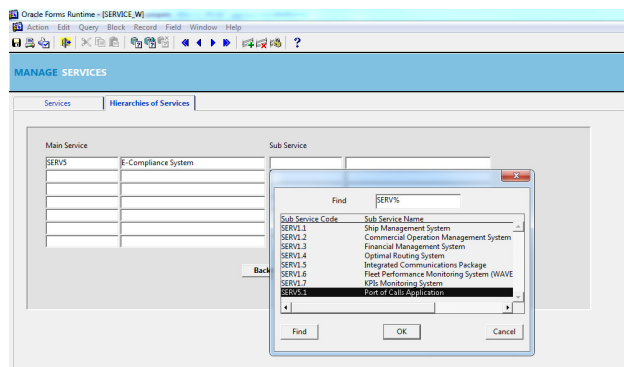 Oracle Forms Runtime - [SERVICE_W]
Action Edit Query Block Record Field Window Help
MANAGE SERVICES
Services Hierarchies of Services
Main Service Sub Service
SERV5 E-Compliance System
Find SERV%
Sub Service Code Sub Service Name
SERV1.1 Ship Management System
SERV1.2 Commercial Operation Management System
SERV1.3 Financial Management System
SERV1.4 Optimal Routing System
SERV1.5 Integrated Communications Package
SERV1.6 Fleet Performance Monitoring System (WAVE
SERV1.7 KPIs Monitoring System
SERV5.1 Port of Calls Application
Back
Find OK Cancel